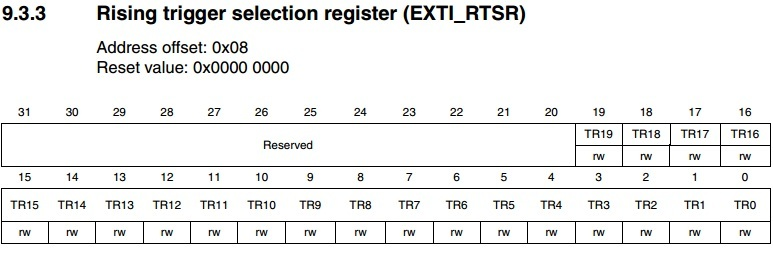 9.3.3 Rising trigger selection register (EXTI_RTSR)
Address offset: 0x08
Reset value: 0x0000 0000
31 30 29 28 27 26 25 24 23 22 21 20 19 18 17 16
Reserved TR19 TR18 TR17 TR16
rw rw rw rw
15 14 13 12 11 10 9 8 7 6 5 4 3 2 1 0
TR15 TR14 TR13 TR12 TR11 TR10 TR9 TR8 TR7 TR6 TR5 TR4 TR3 TR2 TR1 TR0
rw rw rw rw rw rw rw rw rw rw rw rw rw rw rw rw